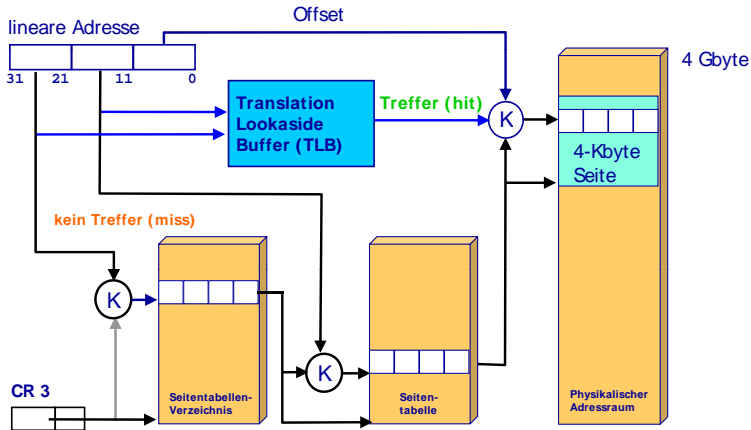 Offset
lineare Adresse
4 Gbyte
31 21 11 0
Translation
Lookaside
Buffer (TLB)
Treffer (hit)
K
4-Kbyte
Seite
kein Treffer (miss)
K
K
CR 3
Seitentabellen-
Verzeichnis
Seiten-
tabelle
Physikalischer
Adressraum